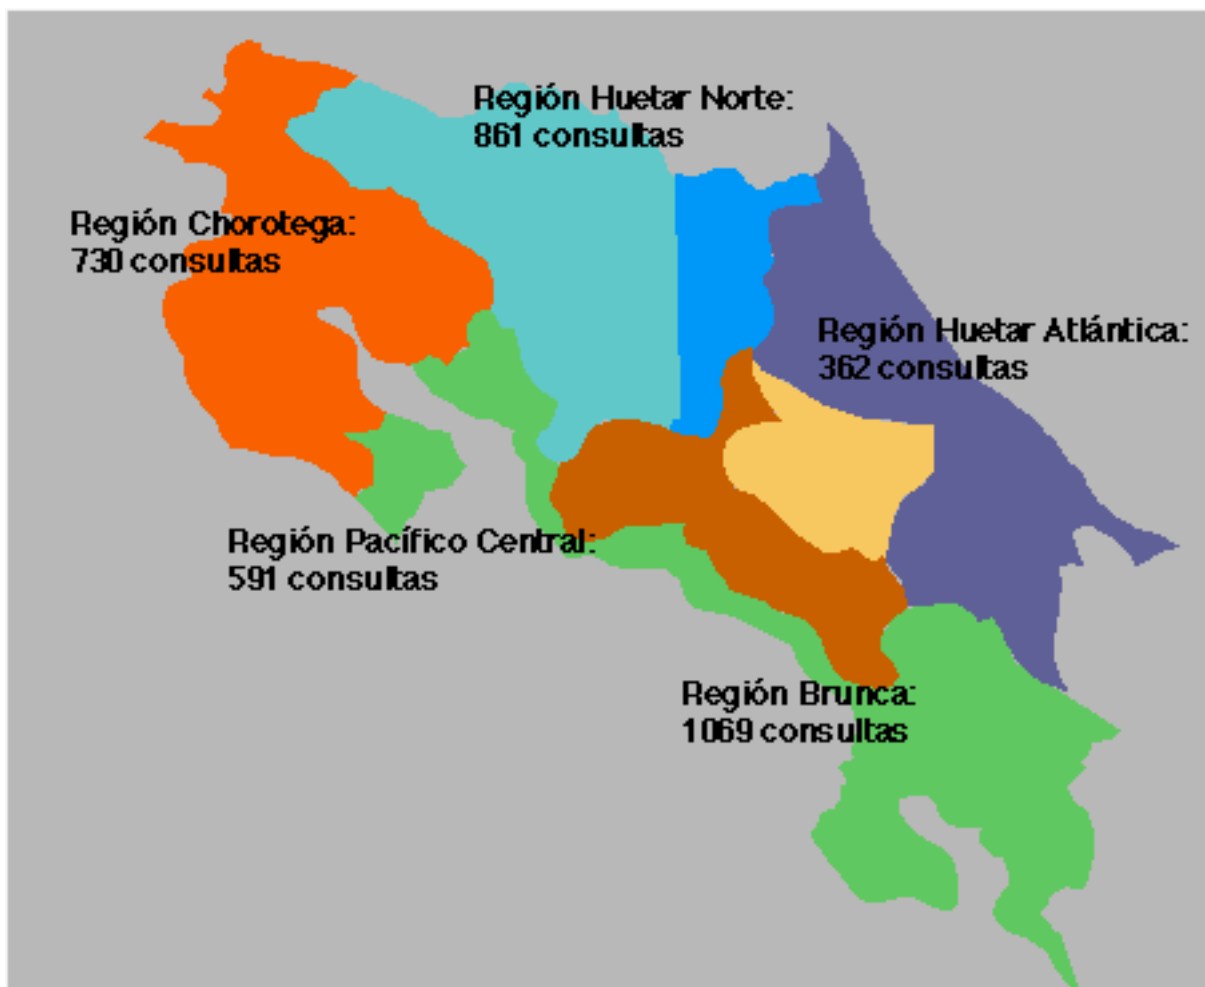 Región Huetar Norte:
861 consultas
Región Chorotega:
730 consultas
Región Huetar Atlántica:
362 consultas
Región Pacífico Central:
591 consultas
Región Brunca:
1069 consultas